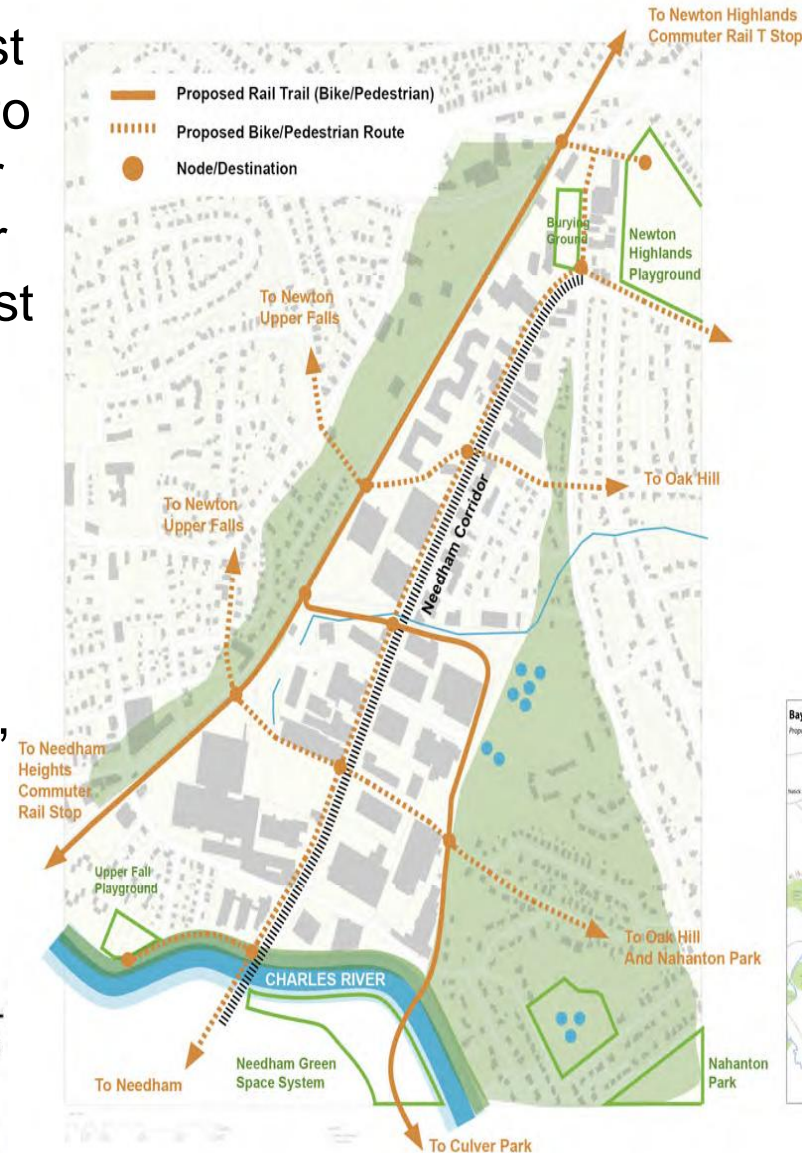 st
o
r
r
st
,
To Newton Highlands
Commuter Rail T Stop
Proposed Rail Trail (Bike/Pedestrian)
Proposed Bike/Pedestrian Route
Node/Destination
Burying
Ground
Newton
Highlands
Playground
To Newton
Upper Falls
To Oak Hill
To Newton
Upper Falls
Needham Corridor
To Needham
Heights
Commuter
Rail Stop
Upper Fall
Playground
To Oak Hill
And Nahanton Park
CHARLES RIVER
Needham Green
Space System
Nahanton
Park
To Needham
To Culver Park
Bay